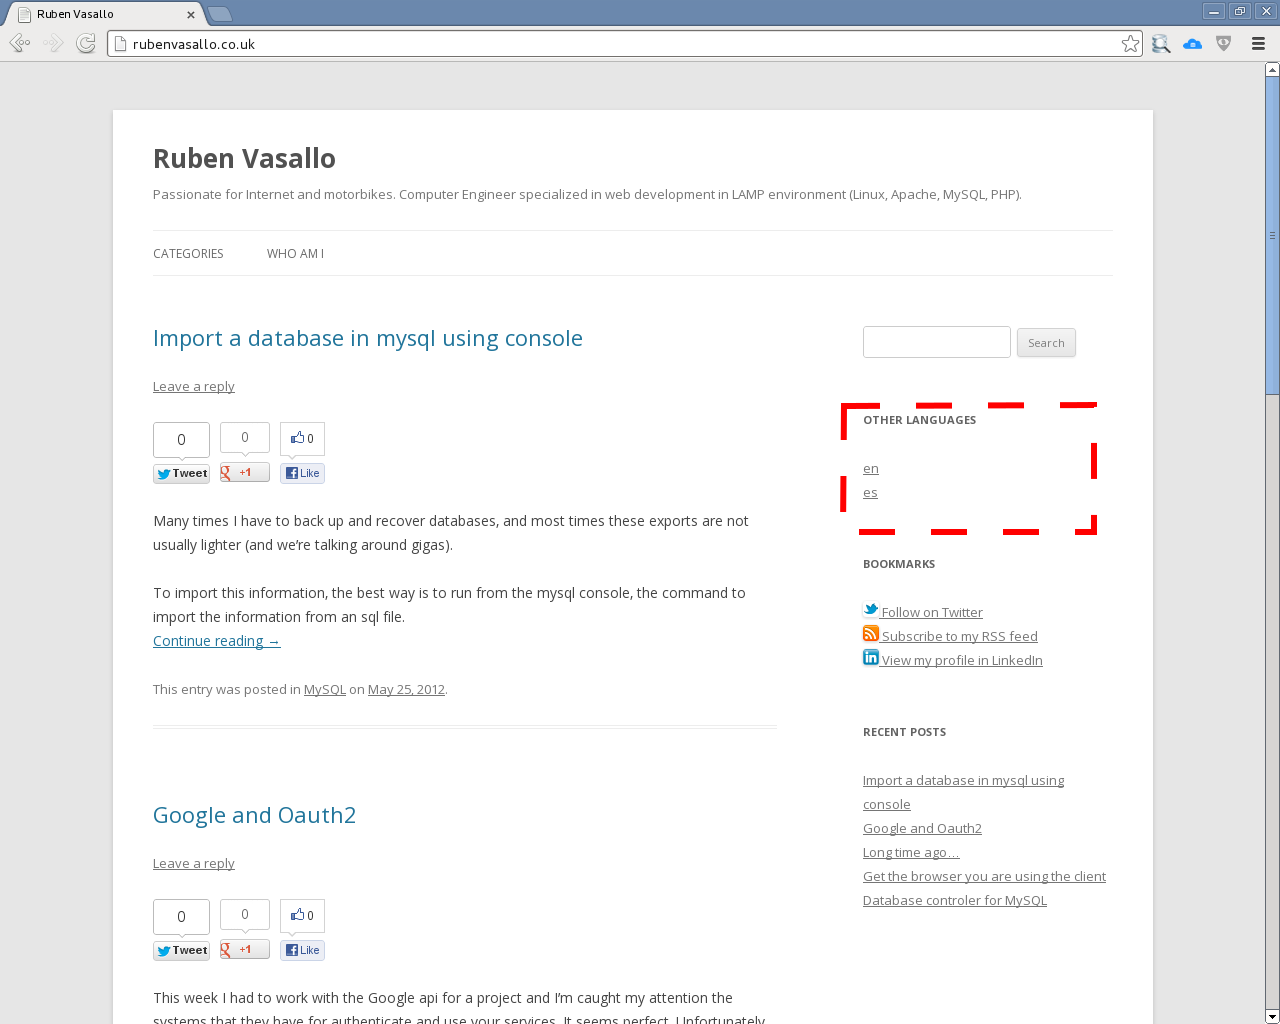 Ruben Vasallo
rubenvasallo.co.uk
Ruben Vasallo
Passionate for Internet and motorbikes. Computer Engineer specialized in web development in LAMP environment (Linux, Apache, MySQL, PHP).
CATEGORIES WHO AM I
Import a database in mysql using console
Leave a reply
0 0 0
Tweet +1 Like
Many times I have to back up and recover databases, and most times these exports are not
usually lighter (and we’re talking around gigas).
To import this information, the best way is to run from the mysql console, the command to
import the information from an sql file.
Continue reading →
This entry was posted in MySQL on May 25, 2012.
Google and Oauth2
Leave a reply
0 0 0
Tweet +1 Like
This week I had to work with the Google api for a project and I’m caught my attention the
systems that they have for authenticate and use your services. It seems perfect. Unfortunately
Search
OTHER LANGUAGES
en
es
BOOKMARKS
Follow on Twitter
Subscribe to my RSS feed
View my profile in LinkedIn
RECENT POSTS
Import a database in mysql using
console
Google and Oauth2
Long time ago…
Get the browser you are using the client
Database controler for MySQL